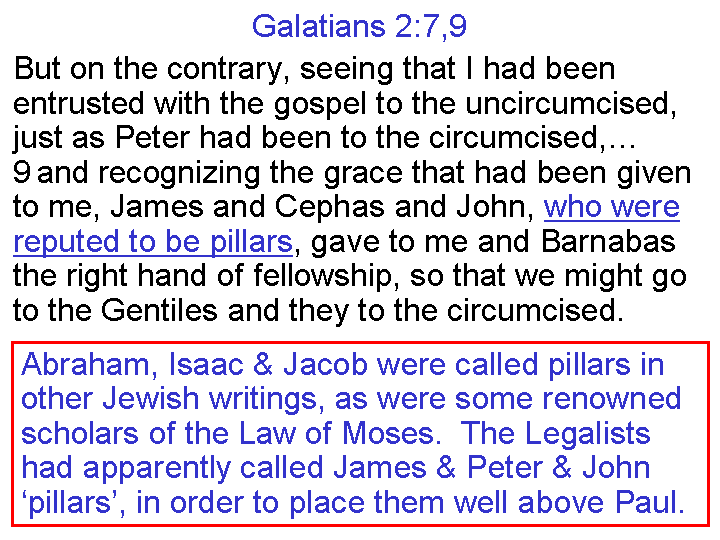 Galatians 2:7,9
But on the contrary, seeing that I had been
entrusted with the gospel to the uncircumcised,
just as Peter had been to the circumcised,…
9 and recognizing the grace that had been given
to me, James and Cephas and John, who were
reputed to be pillars, gave to me and Barnabas
the right hand of fellowship, so that we might go
to the Gentiles and they to the circumcised.
Abraham, Isaac & Jacob were called pillars in
other Jewish writings, as were some renowned
scholars of the Law of Moses.  The Legalists
had apparently called James & Peter & John
‘pillars’, in order to place them well above Paul.